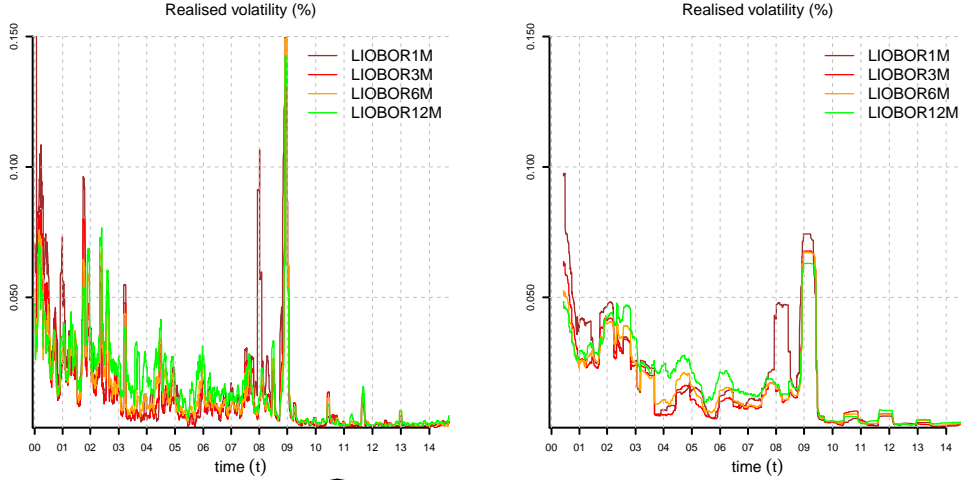 Realised volatility (%)
0.150
0.100
0.050
LIOBOR1M
LIOBOR3M
LIOBOR6M
LIOBOR12M
00 01 02 03 04 05 06 07 08 09 10 11 12 13 14
time (t)
Realised volatility (%)
0.150
0.100
0.050
LIOBOR1M
LIOBOR3M
LIOBOR6M
LIOBOR12M
00 01 02 03 04 05 06 07 08 09 10 11 12 13 14
time (t)